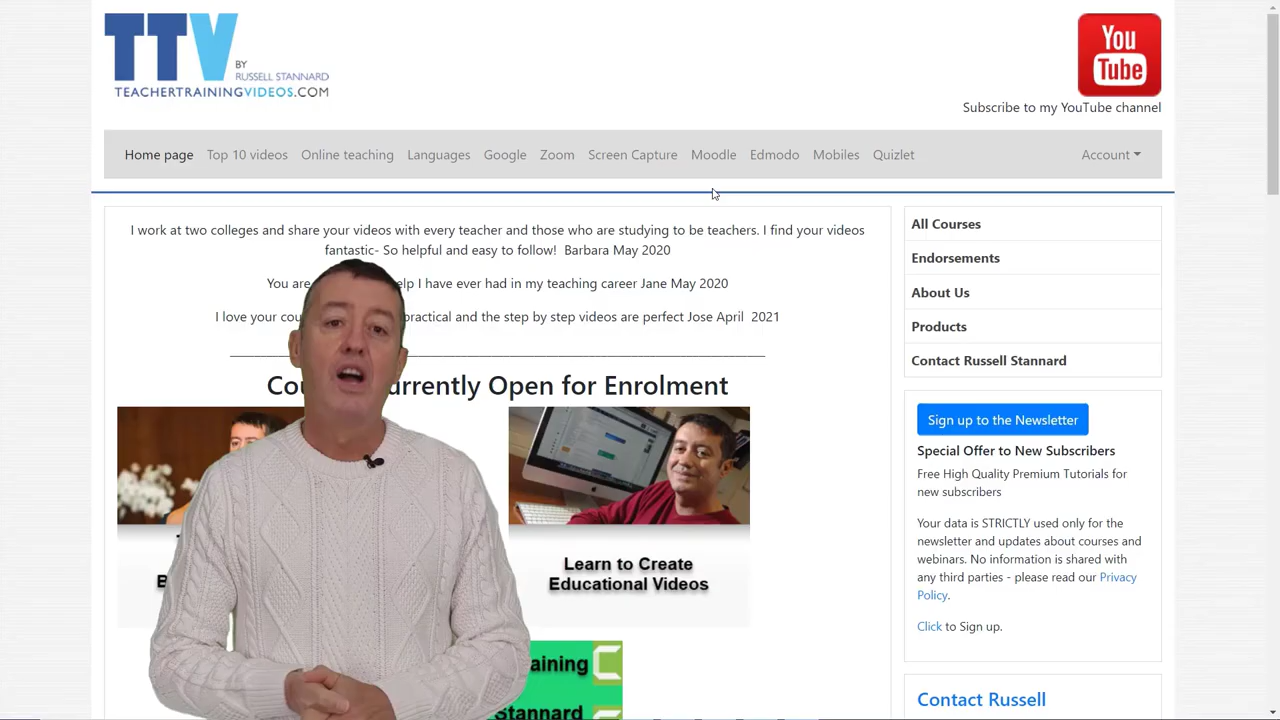 TTV
BY
RUSSELL STANNARD
TEACHERTRAININGVIDEOS.COM
You
Tube
Subscribe to my YouTube channel
Home page Top 10 videos Online teaching Languages Google Zoom Screen Capture Moodle Edmodo Mobiles Quizlet Account
I work at two colleges and share your videos with every teacher and those who are studying to be teachers. I find your videos
fantastic- So helpful and easy to follow! Barbara May 2020
You are help I have ever had in my teaching career Jane May 2020
I love your practical and the step by step videos are perfect Jose April 2021
Currently Open for Enrolment
Learn to Create
Educational Videos
Stannard
All Courses
Endorsements
About Us
Products
Contact Russell Stannard
Sign up to the Newsletter
Special Offer to New Subscribers
Free High Quality Premium Tutorials for
new subscribers
Your data is STRICTLY used only for the
newsletter and updates about courses and
webinars. No information is shared with
any third parties - please read our Privacy
Policy.
Click to Sign up.
Contact Russell